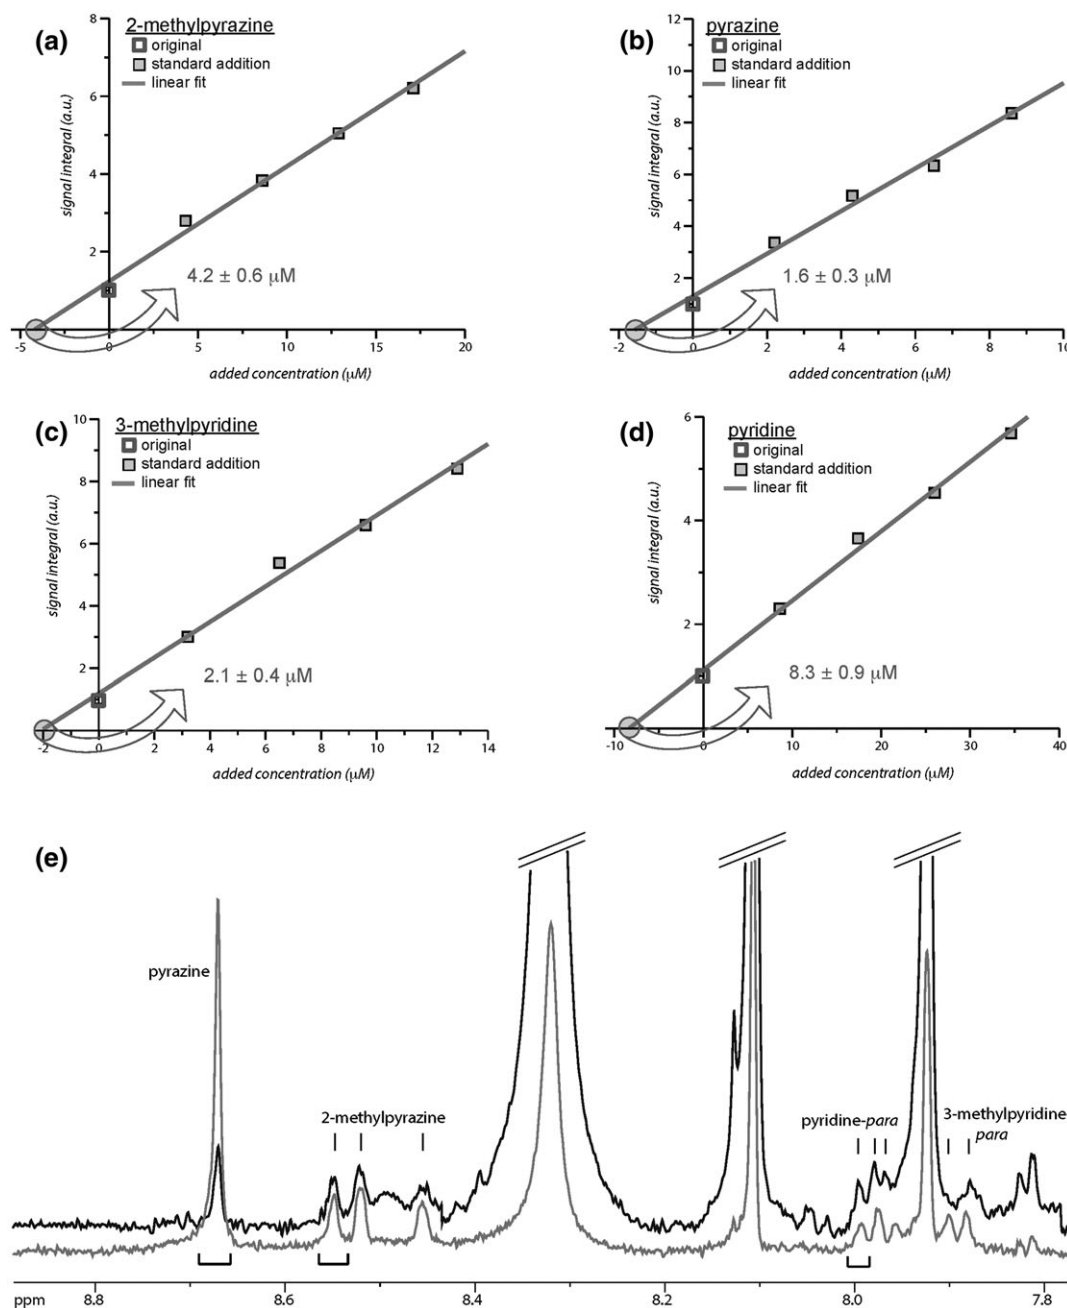 (a)
2-methylpyrazine
original
standard addition
linear fit
signal integral (a.u.)
8
6
4
2
4.2 ± 0.6 μM
-5 0 5 10 15 20
added concentration (μM)
(b)
pyrazine
original
standard addition
linear fit
signal integral (a.u.)
12
10
8
6
4
2
1.6 ± 0.3 μM
-2 0 2 4 6 8 10
added concentration (μM)
(c)
3-methylpyridine
original
standard addition
linear fit
signal integral (a.u.)
10
8
6
4
2
2.1 ± 0.4 μM
-2 0 2 4 6 8 10 12 14
added concentration (μM)
(d)
pyridine
original
standard addition
linear fit
signal integral (a.u.)
6
4
2
8.3 ± 0.9 μM
-10 0 10 20 30 40
added concentration (μM)
(e)
pyrazine
2-methylpyrazine
pyridine-para
3-methylpyridine
para
ppm 8.8 8.6 8.4 8.2 8.0 7.8